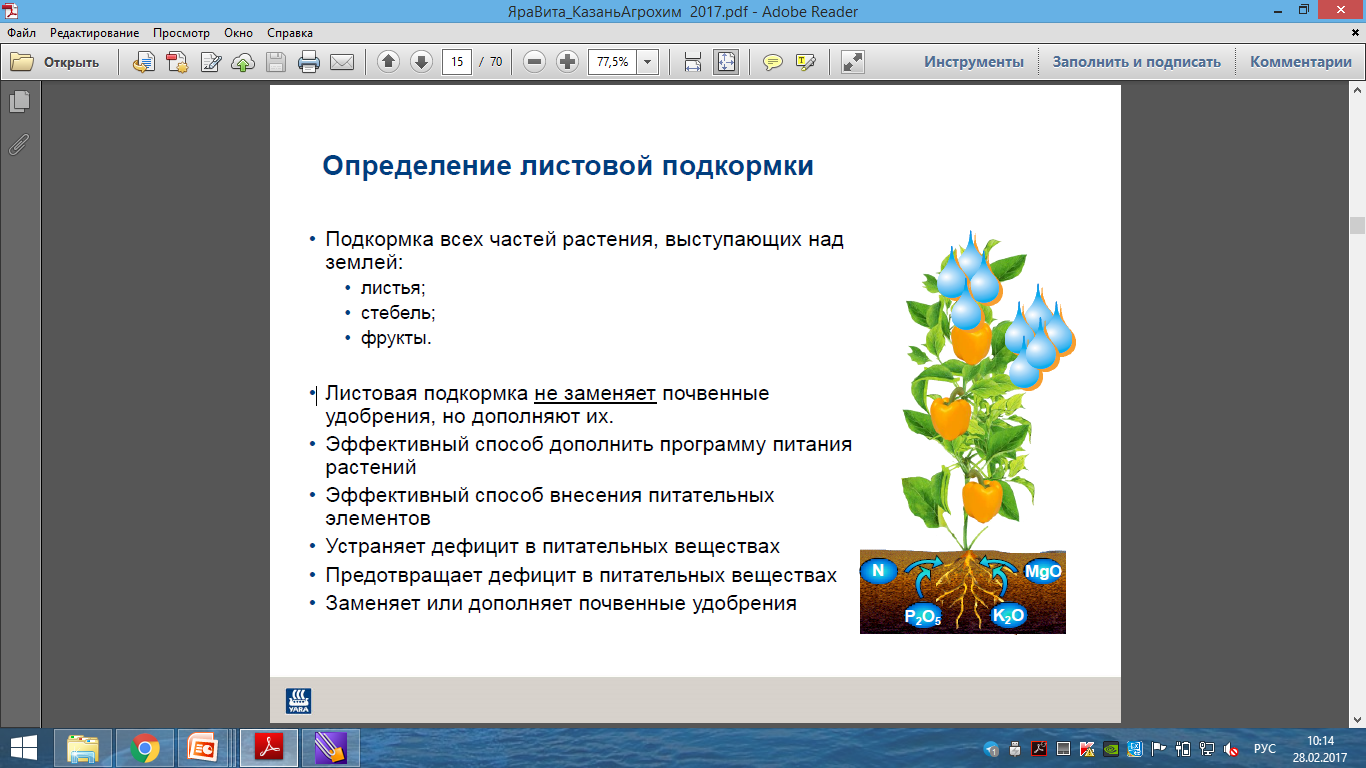 ЯраВита_КазаньАгрохим 2017.pdf - Adobe Reader
Файл Редактирование Просмотр Окно Справка
Открыть 15 / 70 77,5% Инструменты Заполнить и подписать Комментарии
Определение листовой подкормки
• Подкормка всех частей растения, выступающих над
землей:
• листья;
• стебель;
• фрукты.
• Листовая подкормка не заменяет почвенные
удобрения, но дополняют их.
• Эффективный способ дополнить программу питания
растений
• Эффективный способ внесения питательных
элементов
• Устраняет дефицит в питательных веществах
• Предотвращает дефицит в питательных веществах
• Заменяет или дополняет почвенные удобрения
N MgO
P₂O₅ K₂O
YARA
РУС 10:14
28.02.2017